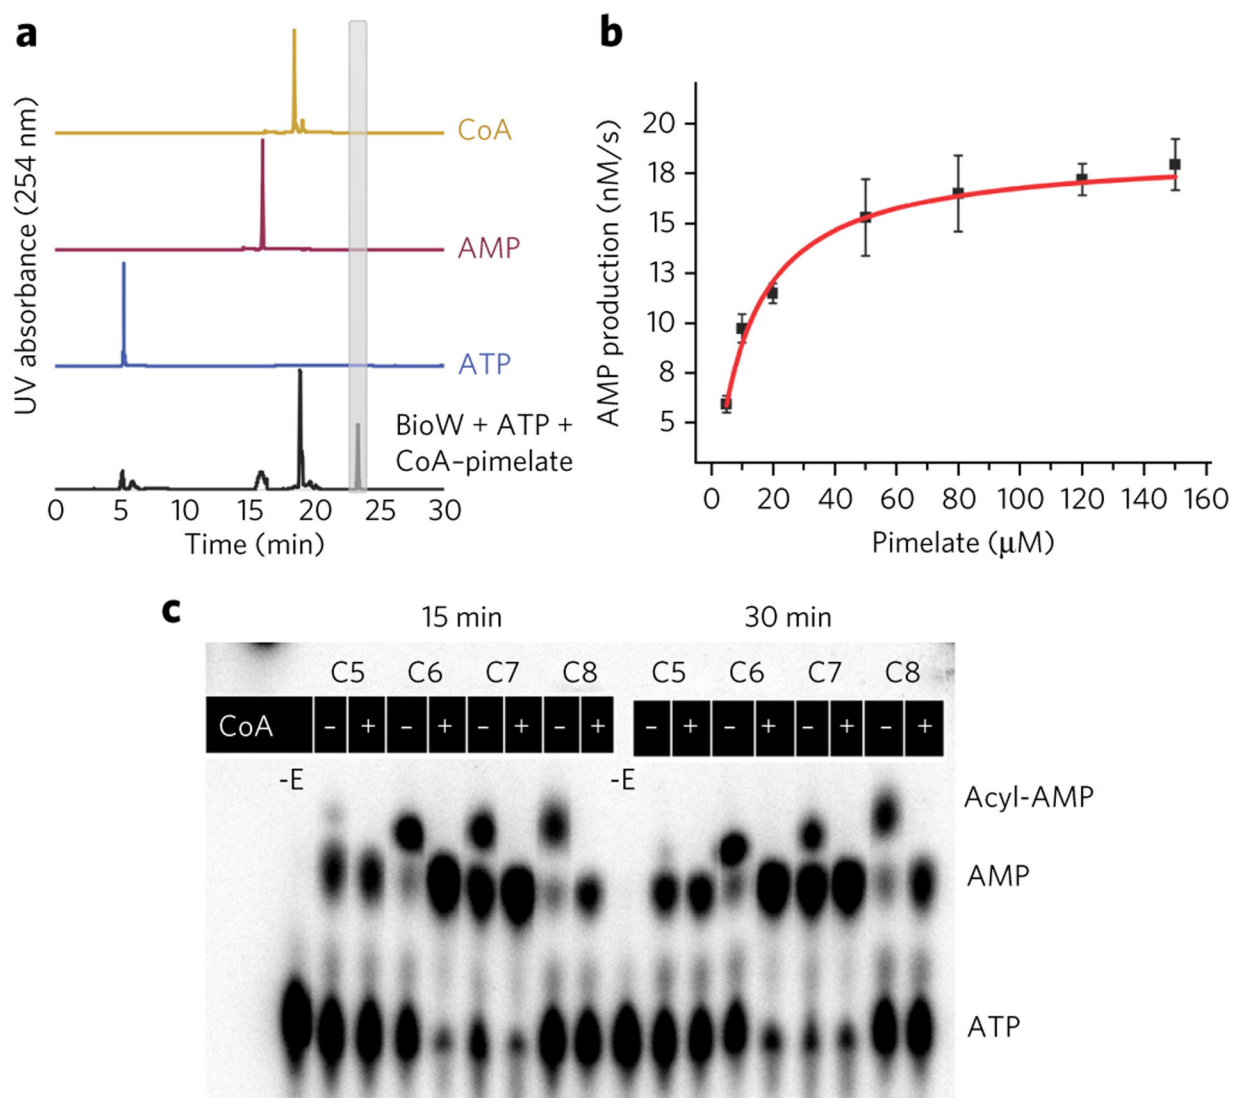 a
UV absorbance (254 nm)
CoA
AMP
ATP
BioW + ATP +
CoA–pimelate
0 5 10 15 20 25 30
Time (min)
b
AMP production (nM/s)
20
18
15
13
10
8
5
0 20 40 60 80 100 120 140 160
Pimelate (μM)
c
15 min 30 min
C5 C6 C7 C8 C5 C6 C7 C8
CoA – + – + – + – + – + – + – + – +
-E -E
Acyl-AMP
AMP
ATP